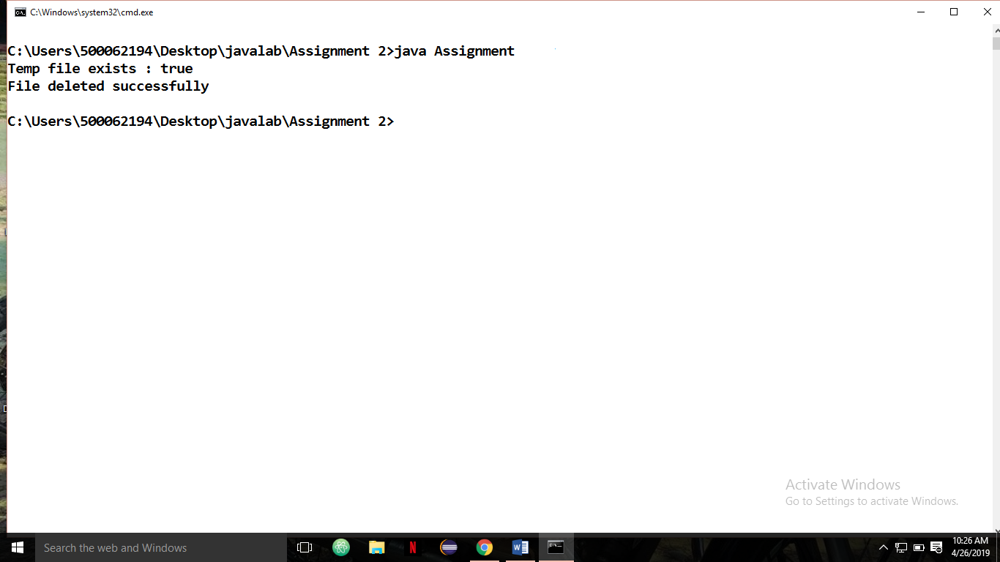 C:\Windows\system32\cmd.exe
C:\Users\500062194\Desktop\javalab\Assignment 2>java Assignment
Temp file exists : true
File deleted successfully
C:\Users\500062194\Desktop\javalab\Assignment 2>
Activate Windows
Go to Settings to activate Windows.
Search the web and Windows
10:26 AM
4/26/2019